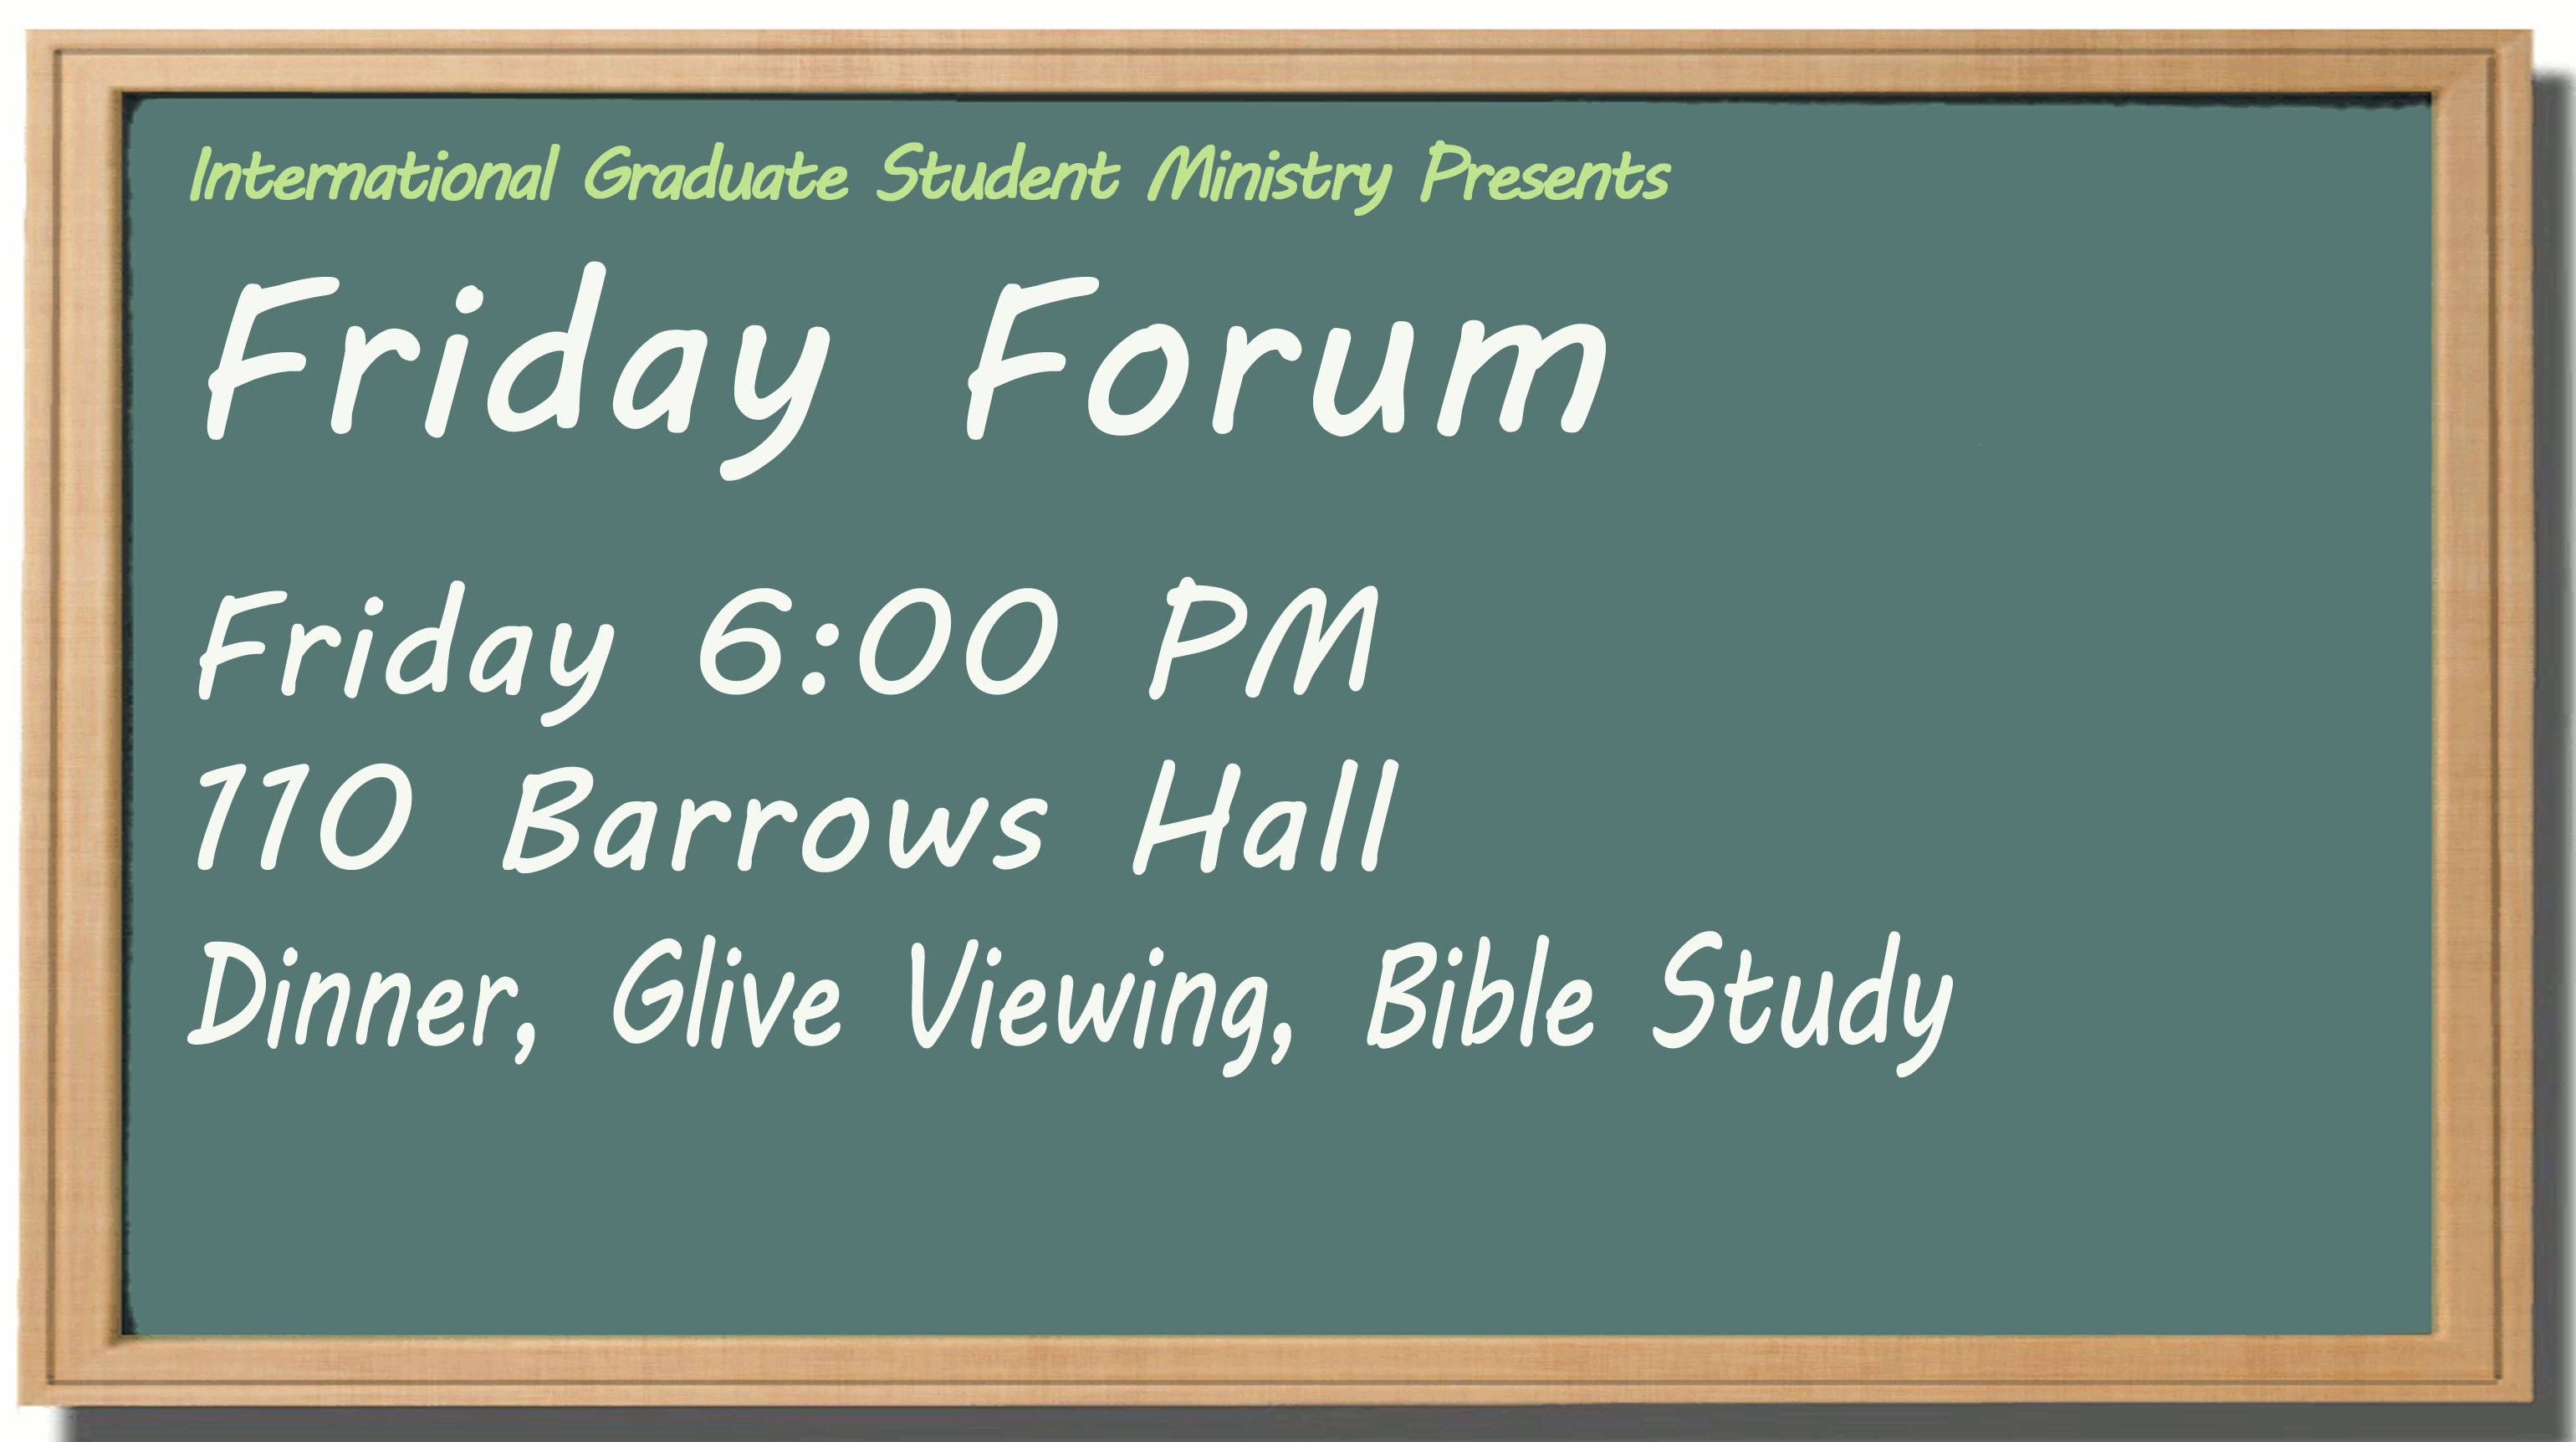 International Graduate Student Ministry Presents
Friday Forum
Friday 6:00 PM
110 Barrows Hall
Dinner, Glive Viewing, Bible Study